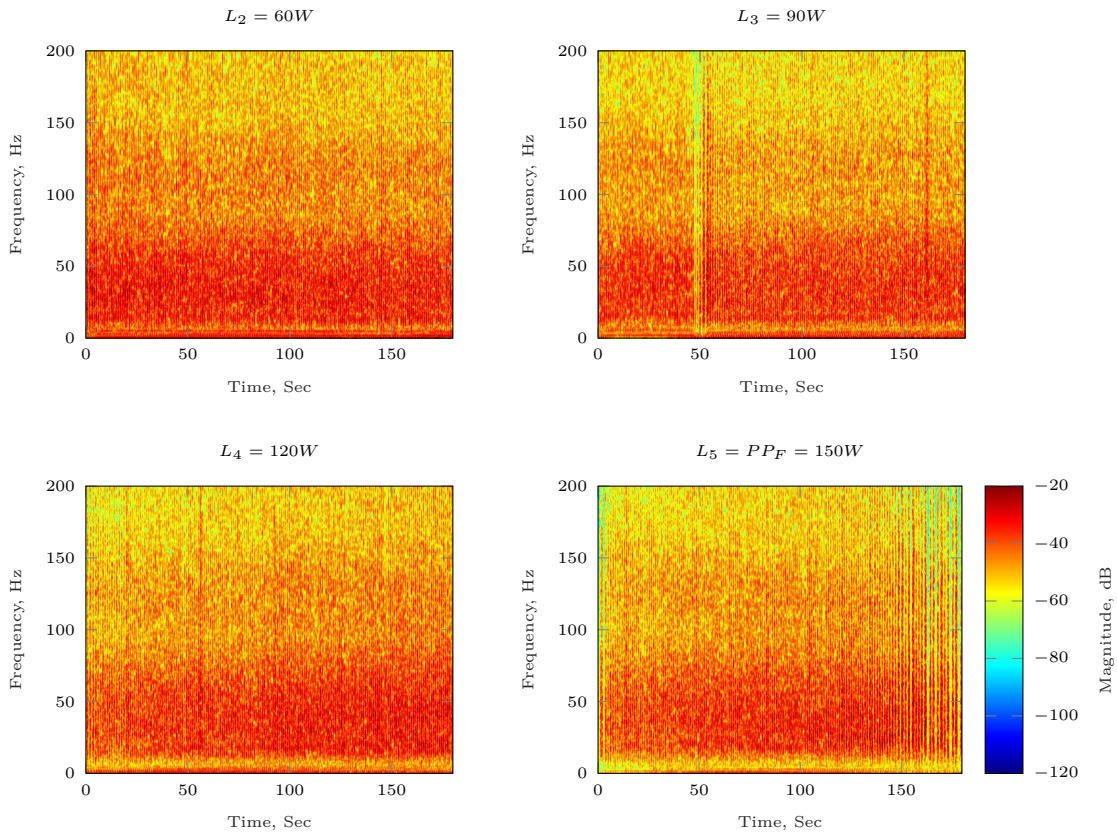 L₂ = 60W
200
150
100
50
0
0 50 100 150
Frequency, Hz
Time, Sec
L₃ = 90W
200
150
100
50
0
0 50 100 150
Frequency, Hz
Time, Sec
L₄ = 120W
200
150
100
50
0
0 50 100 150
Frequency, Hz
Time, Sec
L₅ = PP_F = 150W
200
150
100
50
0
0 50 100 150
Frequency, Hz
Time, Sec
−20
−40
−60
−80
−100
−120
Magnitude, dB